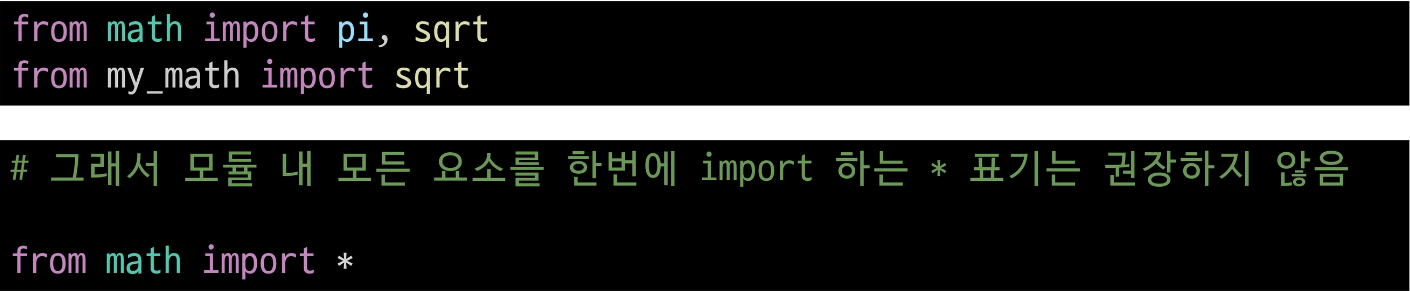 from math import pi, sqrt
from my_math import sqrt
# 그래서 모듈 내 모든 요소를 한번에 import 하는 * 표기는 권장하지 않음
from math import *